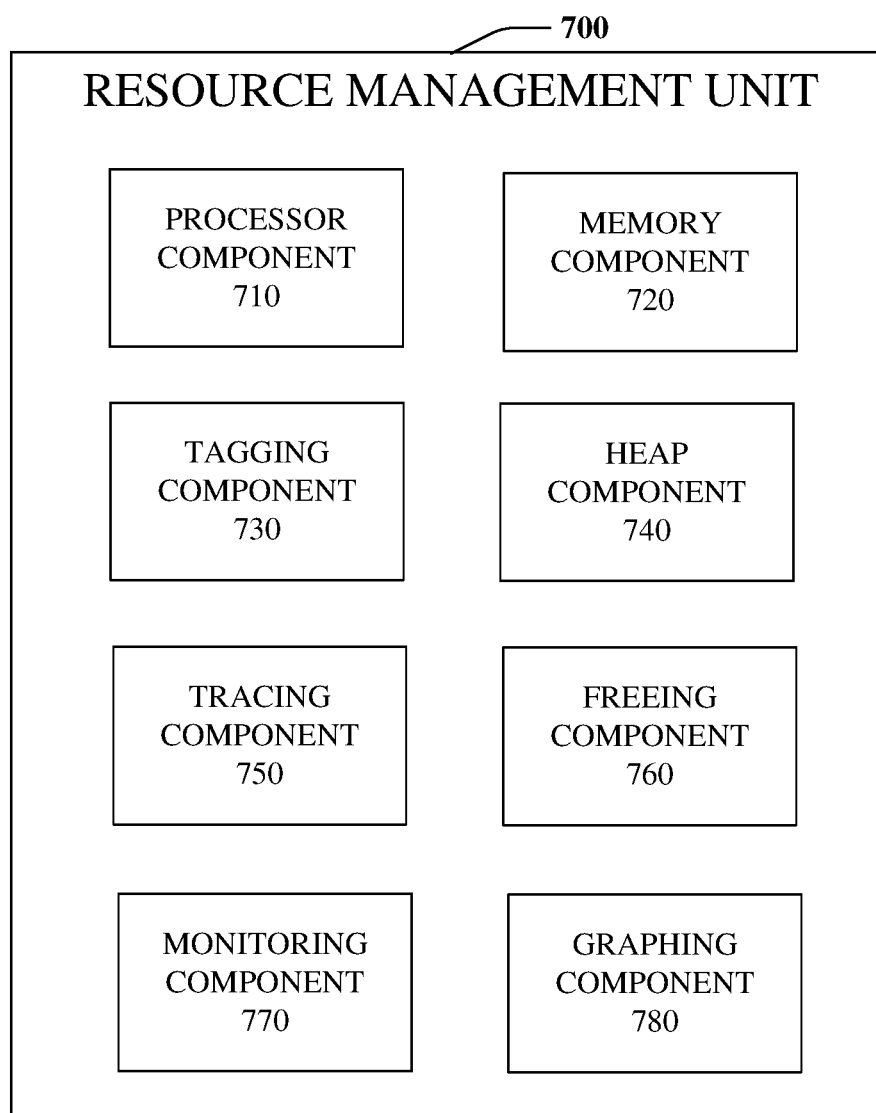 700
RESOURCE MANAGEMENT UNIT
PROCESSOR
COMPONENT
710
MEMORY
COMPONENT
720
TAGGING
COMPONENT
730
HEAP
COMPONENT
740
TRACING
COMPONENT
750
FREEING
COMPONENT
760
MONITORING
COMPONENT
770
GRAPHING
COMPONENT
780